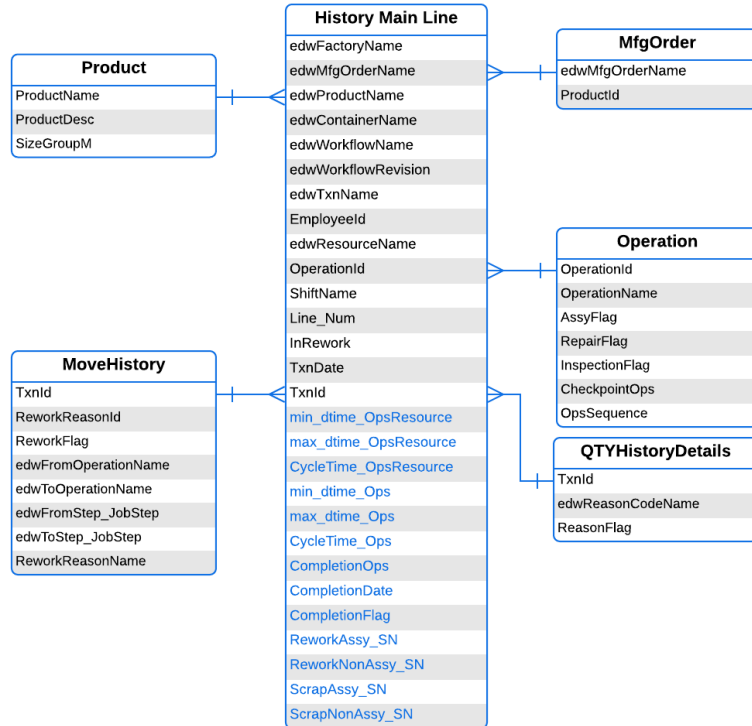 History Main Line
edwFactoryName
edwMfgOrderName
edwProductName
edwContainerName
edwWorkflowName
edwWorkflowRevision
edwTxnName
EmployeeId
edwResourceName
OperationId
ShiftName
Line_Num
InRework
TxnDate
TxnId
min_dtime_OpsResource
max_dtime_OpsResource
CycleTime_OpsResource
min_dtime_Ops
max_dtime_Ops
CycleTime_Ops
CompletionOps
CompletionDate
CompletionFlag
ReworkAssy_SN
ReworkNonAssy_SN
ScrapAssy_SN
ScrapNonAssy_SN
Product
ProductName
ProductDesc
SizeGroupM
MoveHistory
TxnId
ReworkReasonId
ReworkFlag
edwFromOperationName
edwToOperationName
edwFromStep_JobStep
edwToStep_JobStep
ReworkReasonName
MfgOrder
edwMfgOrderName
ProductId
Operation
OperationId
OperationName
AssyFlag
RepairFlag
InspectionFlag
CheckpointOps
OpsSequence
QTYHistoryDetails
TxnId
edwReasonCodeName
ReasonFlag